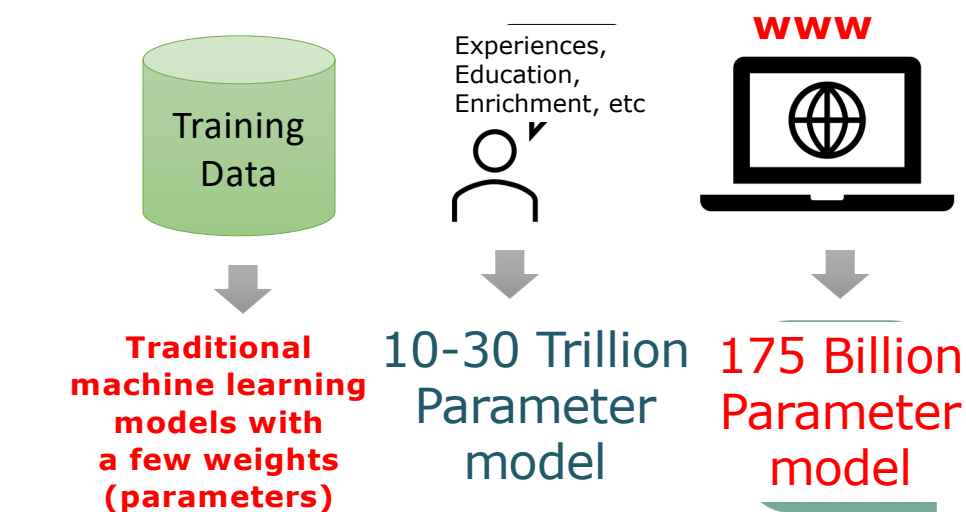 Training
Data
Experiences,
Education,
Enrichment, etc
www
Traditional
machine learning
models with
a few weights
(parameters)
10-30 Trillion
Parameter
model
175 Billion
Parameter
model